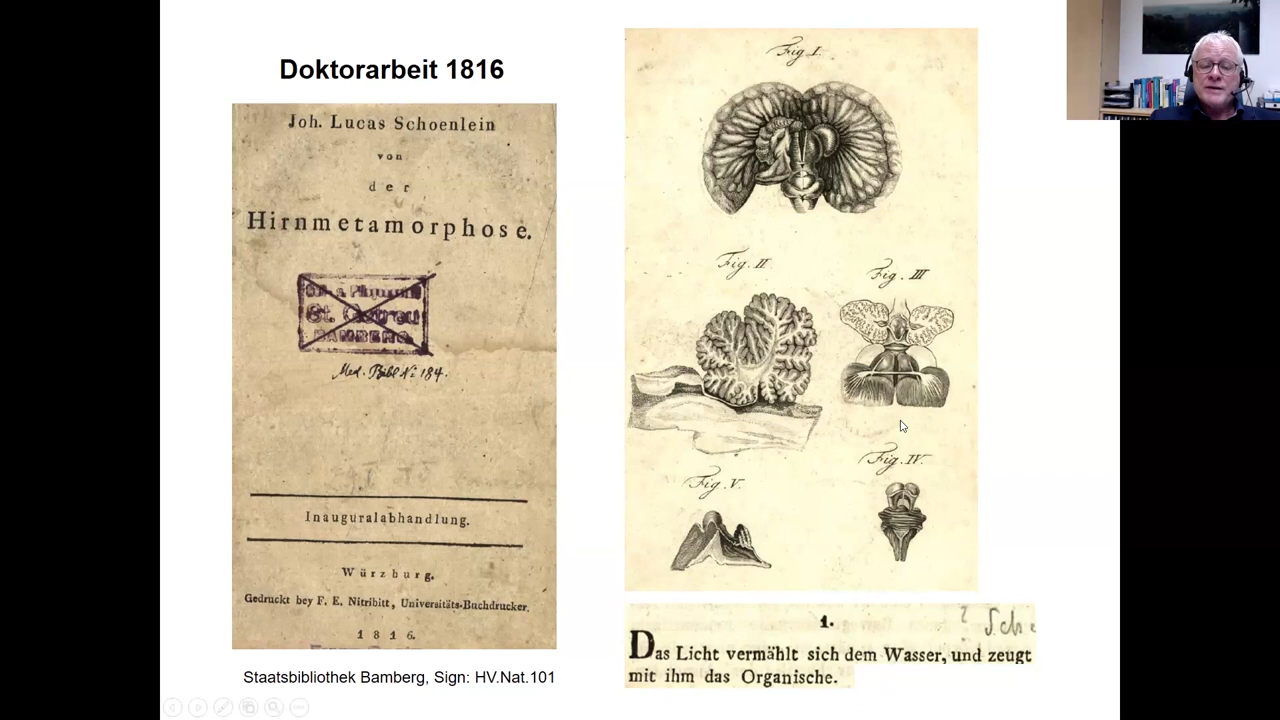 Doktorarbeit 1816
Joh. Lucas Schoenlein
von
der
Hirnmetamorphose.
St.
BAMBERG.
Med. Bibl. No 184.
Inauguralabhandlung.
Würzburg.
Gedruckt bey F. E. Nitribitt, Universitäts-Buchdrucker.
1816.
Staatsbibliothek Bamberg, Sign: HV.Nat.101
Fig. I.
Fig. II
Fig. III
Fig. IV.
Fig. V.
1.
Das Licht vermählt sich dem Wasser, und zeugt
mit ihm das Organische.